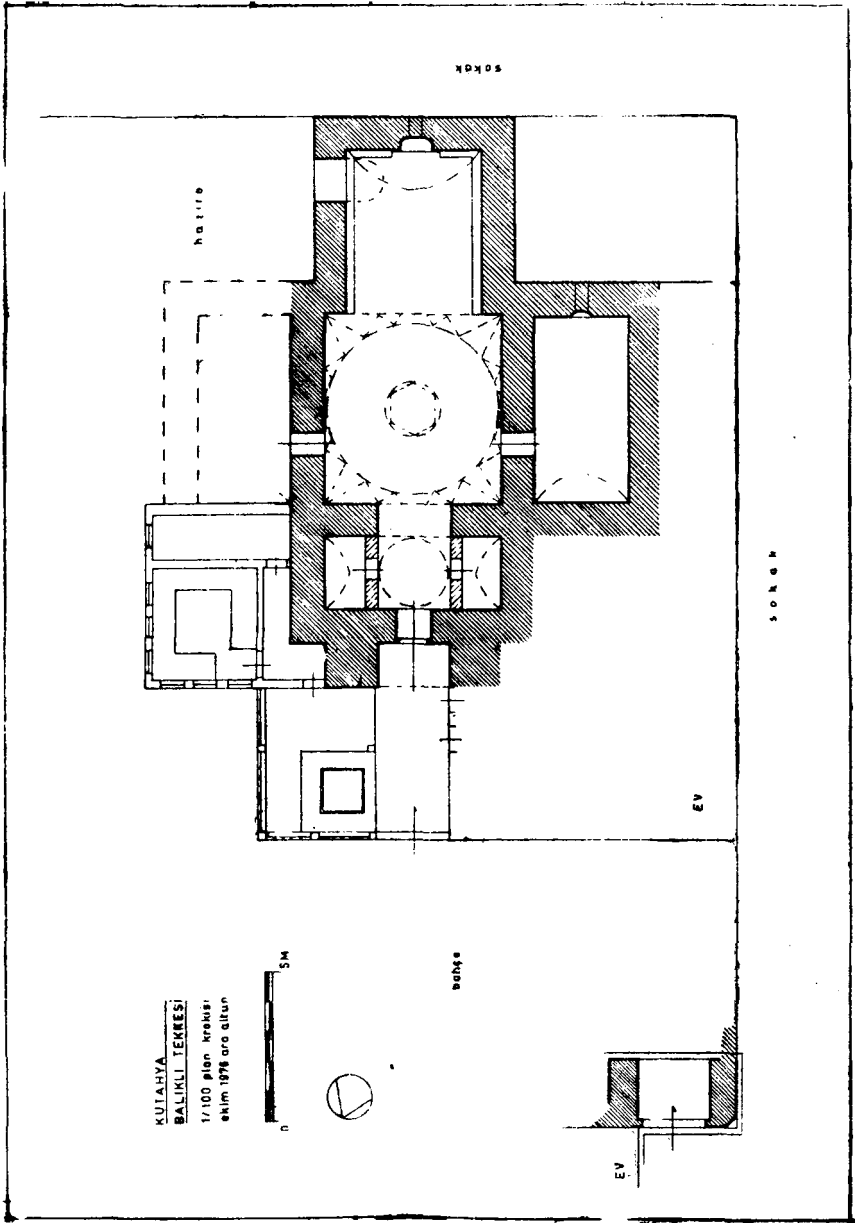 sokak
hazire
sokak
EV
bahçe
5M
0
KUTAHYA
BALIKLI TEKKESİ
1/100 plan krokisi
ekim 1976 ara altun
EV